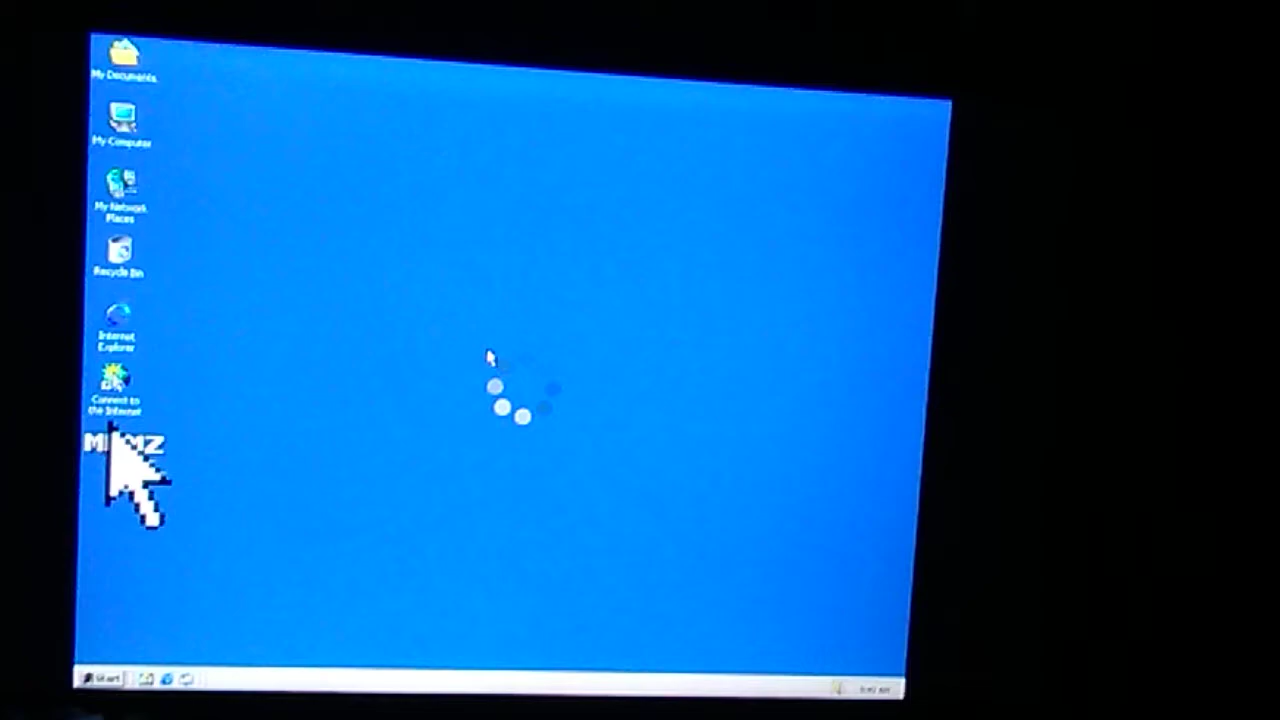 My Documents
My Computer
My Network
Places
Recycle Bin
Internet
Explorer
Connect to
the Internet
Start